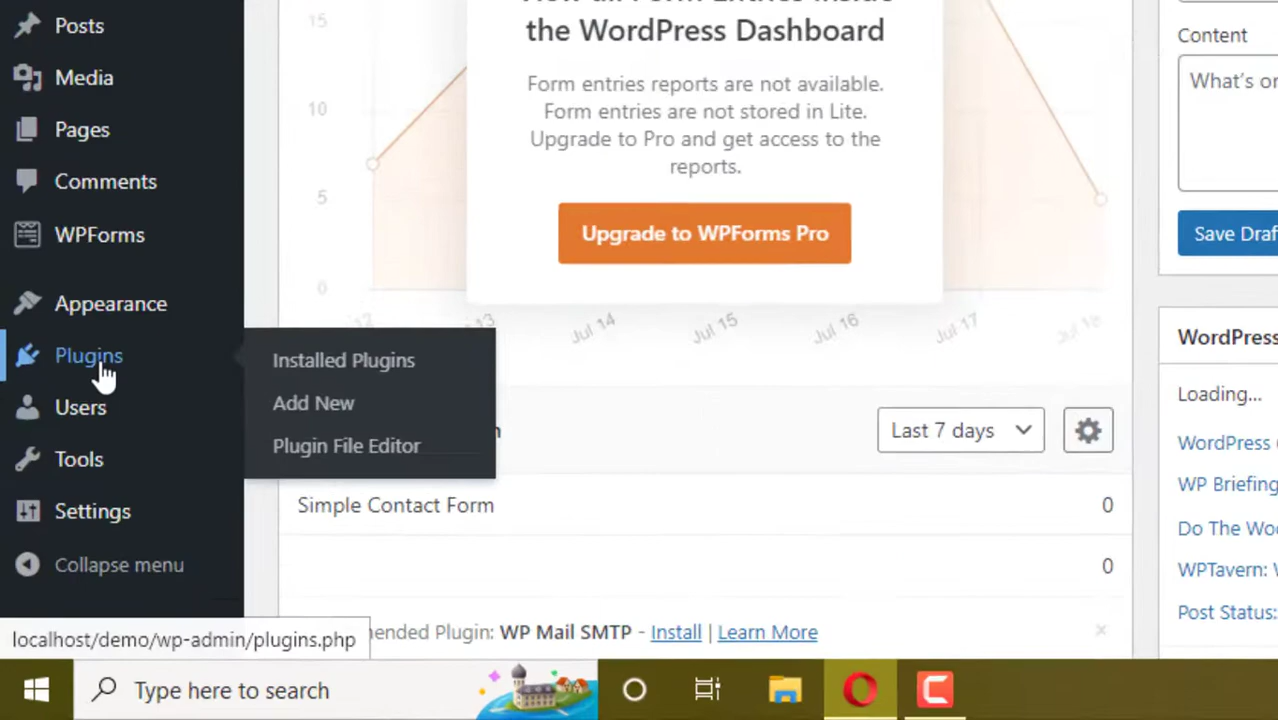 Posts
Media
Pages
Comments
WPForms
Appearance
Plugins
Users
Tools
Settings
Collapse menu
Installed Plugins
Add New
Plugin File Editor
localhost/demo/wp-admin/plugins.php
15
10
5
0
the WordPress Dashboard
Form entries reports are not available.
Form entries are not stored in Lite.
Upgrade to Pro and get access to the
reports.
Upgrade to WPForms Pro
Jul 14
Jul 15
Jul 16
Jul 17
Jul 18
Last 7 days
Simple Contact Form 0
0
Plugin: WP Mail SMTP - Install | Learn More
Content
What's or
Save Draf
WordPress
Loading...
WordPress
WP Briefing
Do The Woo
WPTavern: W
Post Status:
Type here to search